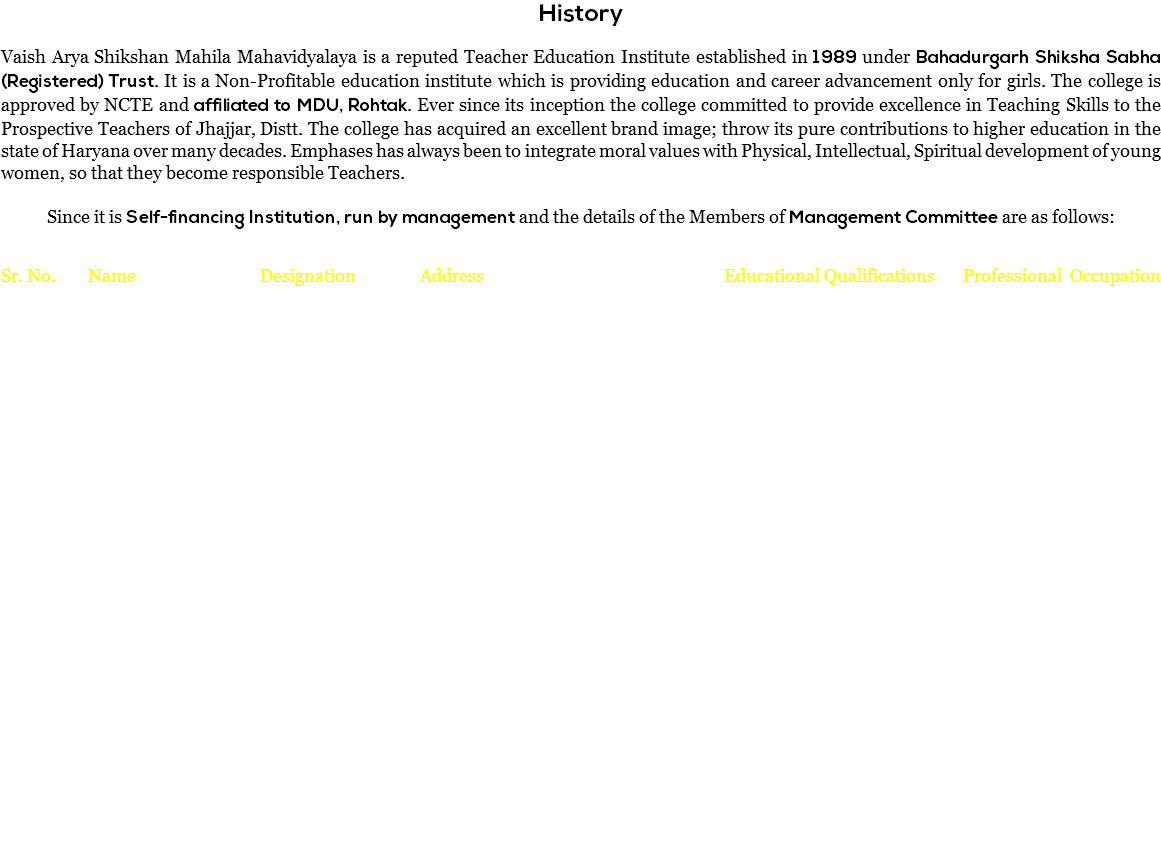 History
Vaish Arya Shikshan Mahila Mahavidyalaya is a reputed Teacher Education Institute established in 1989 under Bahadurgarh Shiksha Sabha
(Registered) Trust. It is a Non-Profitable education institute which is providing education and career advancement only for girls. The college is
approved by NCTE and affiliated to MDU, Rohtak. Ever since its inception the college committed to provide excellence in Teaching Skills to the
Prospective Teachers of Jhajjar, Distt. The college has acquired an excellent brand image; throw its pure contributions to higher education in the
state of Haryana over many decades. Emphases has always been to integrate moral values with Physical, Intellectual, Spiritual development of young
women, so that they become responsible Teachers.
Since it is Self-financing Institution, run by management and the details of the Members of Management Committee are as follows:
Sr. No. Name Designation Address Educational Qualifications Professional Occupation